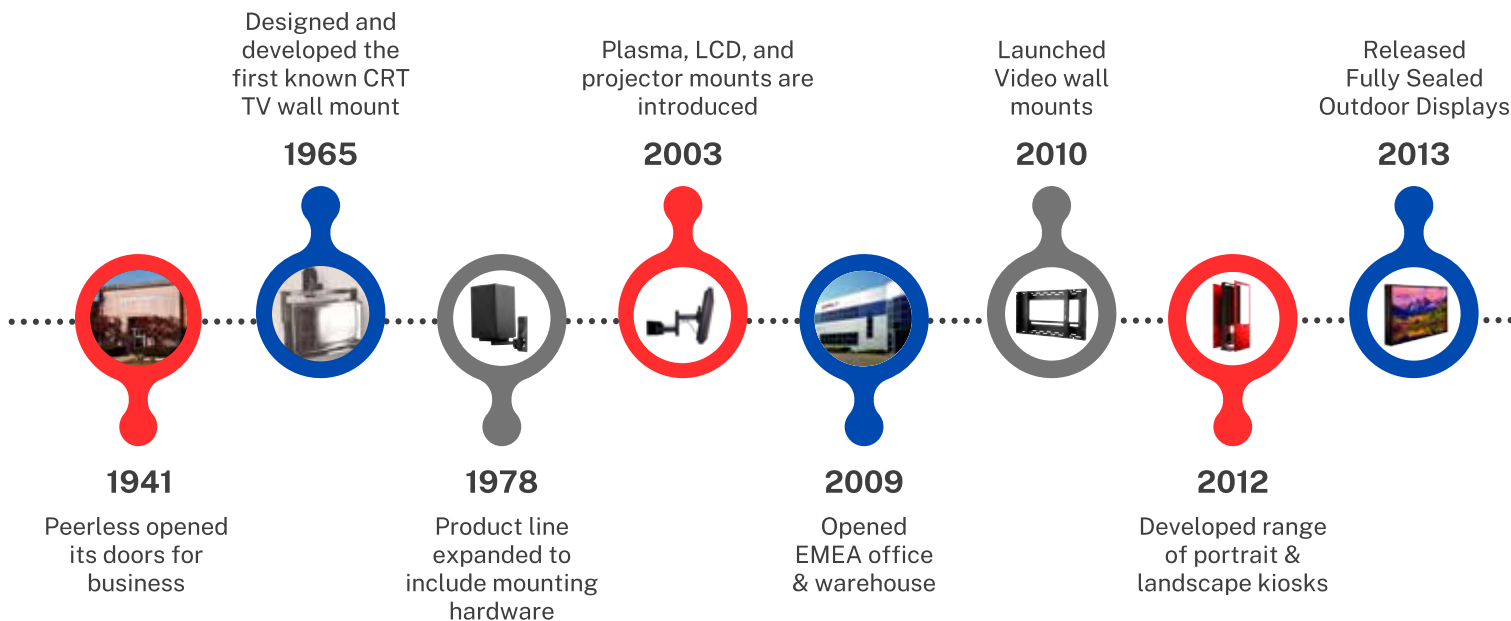 1941
Peerless opened
its doors for
business
Designed and
developed the
first known CRT
TV wall mount
1965
1978
Product line
expanded to
include mounting
hardware
Plasma, LCD, and
projector mounts are
introduced
2003
2009
Opened
EMEA office
& warehouse
Launched
Video wall
mounts
2010
2012
Developed range
of portrait &
landscape kiosks
Released
Fully Sealed
Outdoor Displays
2013